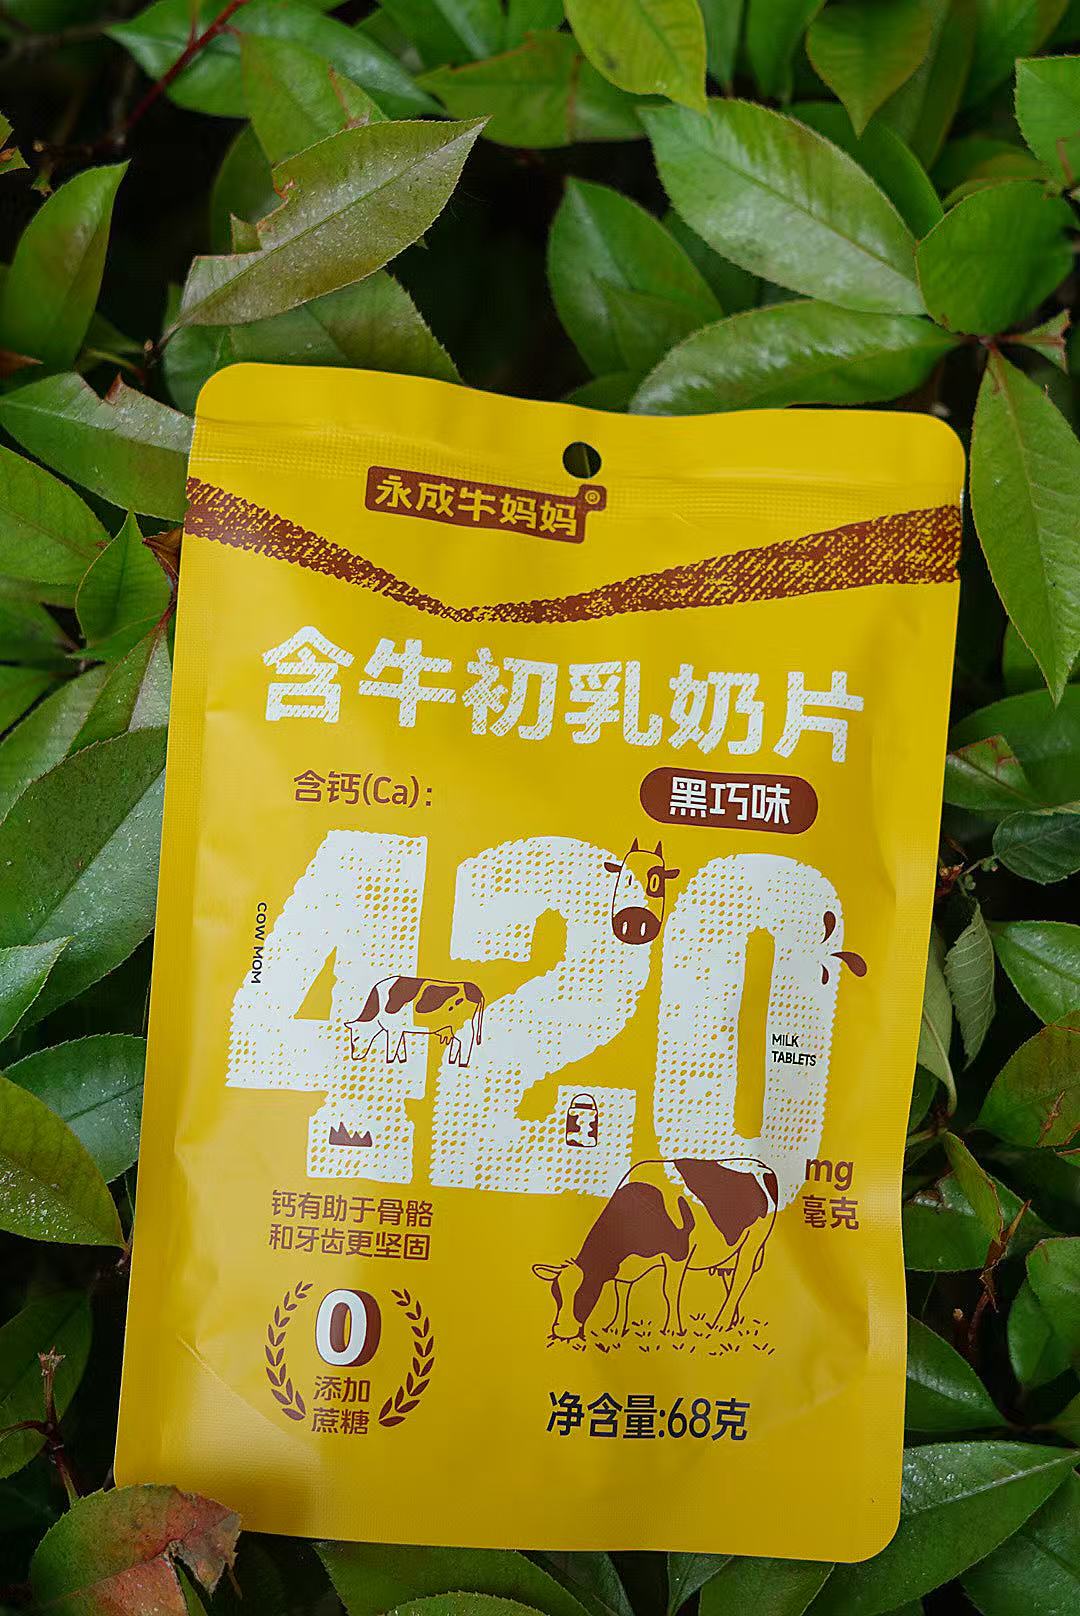 永成牛妈妈®
含牛初乳奶片
含钙(Ca):
黑巧味
420
COW MOM
MILK
TABLETS
mg
毫克
钙有助于骨骼
和牙齿更坚固
0
添加
蔗糖
净含量:68克